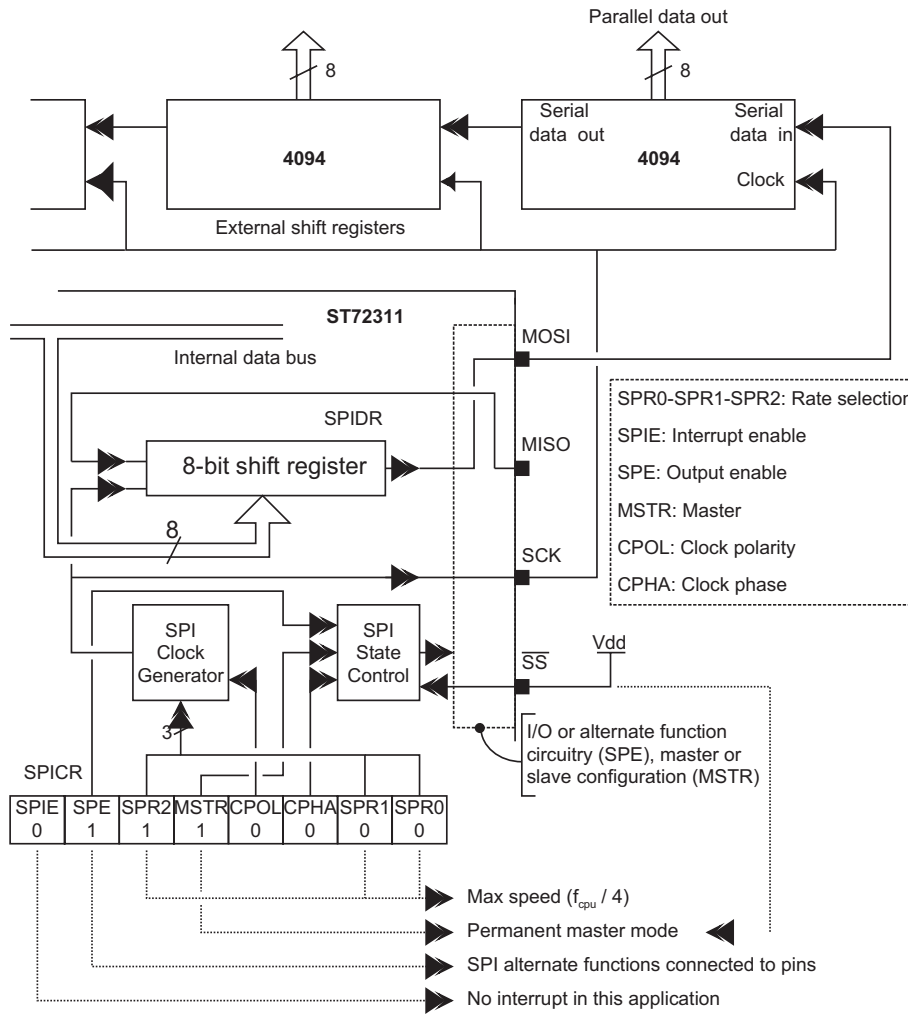 Parallel data out
8
8
Serial
data out
Serial
data in
4094
4094
Clock
External shift registers
ST72311
MOSI
Internal data bus
SPR0-SPR1-SPR2: Rate selection
SPIE: Interrupt enable
SPE: Output enable
MSTR: Master
CPOL: Clock polarity
CPHA: Clock phase
SPIDR
MISO
8-bit shift register
8
SCK
SPI
Clock
Generator
SPI
State
Control
SS
Vdd
3
I/O or alternate function
circuitry (SPE), master or
slave configuration (MSTR)
SPICR
SPIE SPE SPR2 MSTR CPOL CPHA SPR1 SPR0
0 1 1 1 0 0 0 0
Max speed (fcpu / 4)
Permanent master mode
SPI alternate functions connected to pins
No interrupt in this application